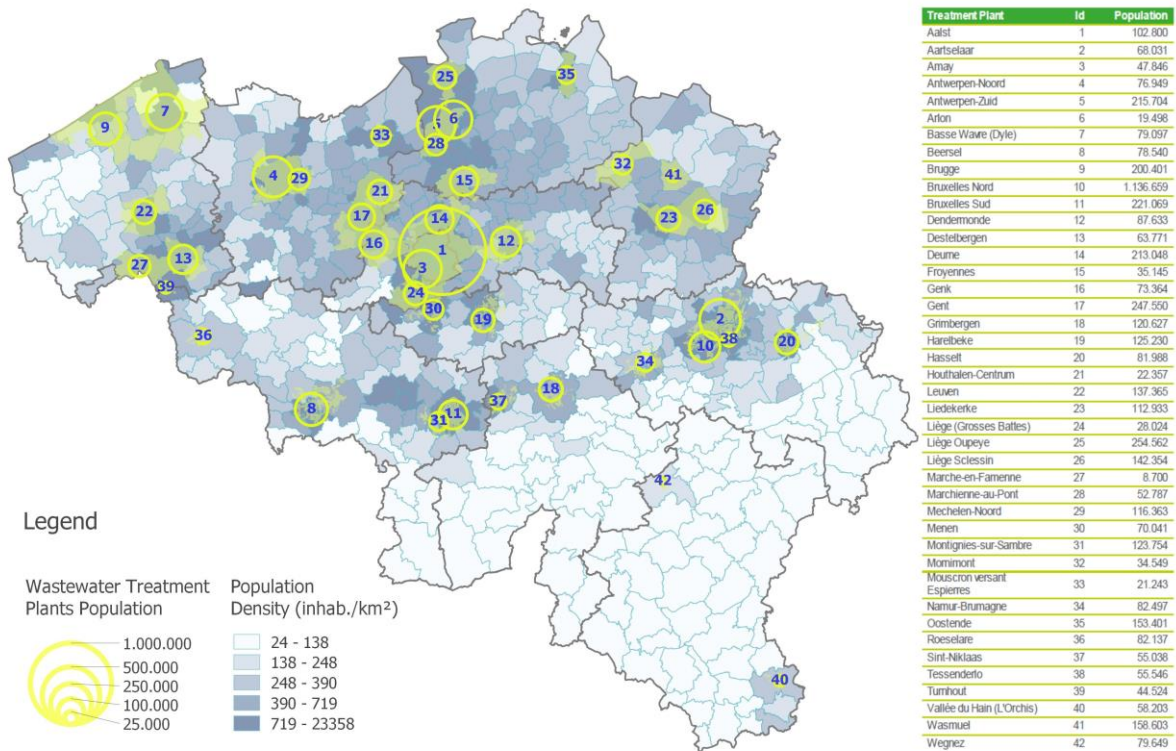 25
35
7
9
5
6
33
28
4
29
15
32
41
21
22
17
14
23
26
16
12
1
13
3
27
39
24
30
19
2
36
38
10
20
34
18
8
37
11
31
42
40
Legend
Wastewater Treatment
Plants Population
1.000.000
500.000
250.000
100.000
25.000
Population
Density (inhab./km²)
24 - 138
138 - 248
248 - 390
390 - 719
719 - 23358
Treatment Plant Id Population
Aalst 1 102.800
Aartselaar 2 68.031
Amay 3 47.846
Antwerpen-Noord 4 76.949
Antwerpen-Zuid 5 215.704
Arlon 6 19.498
Basse Wavre (Dyle) 7 79.097
Beersel 8 78.540
Brugge 9 200.401
Bruxelles Nord 10 1.136.659
Bruxelles Sud 11 221.069
Dendermonde 12 87.633
Destelbergen 13 63.771
Deurne 14 213.048
Froyennes 15 35.145
Genk 16 73.364
Gent 17 247.550
Grimbergen 18 120.627
Harelbeke 19 125.230
Hasselt 20 81.988
Houthalen-Centrum 21 22.357
Leuven 22 137.365
Liedekerke 23 112.933
Liège (Grosses Battes) 24 28.024
Liège Oupeye 25 254.562
Liège Sclessin 26 142.354
Marche-en-Famenne 27 8.700
Marchienne-au-Pont 28 52.787
Mechelen-Noord 29 116.363
Menen 30 70.041
Montignies-sur-Sambre 31 123.754
Mornimont 32 34.549
Mouscron versant
Espierres 33 21.243
Namur-Brumagne 34 82.497
Oostende 35 153.401
Roeselare 36 82.137
Sint-Niklaas 37 55.038
Tessenderlo 38 55.546
Turnhout 39 44.524
Vallée du Hain (L'Orchis) 40 58.203
Wasmuel 41 158.603
Wegnez 42 79.649